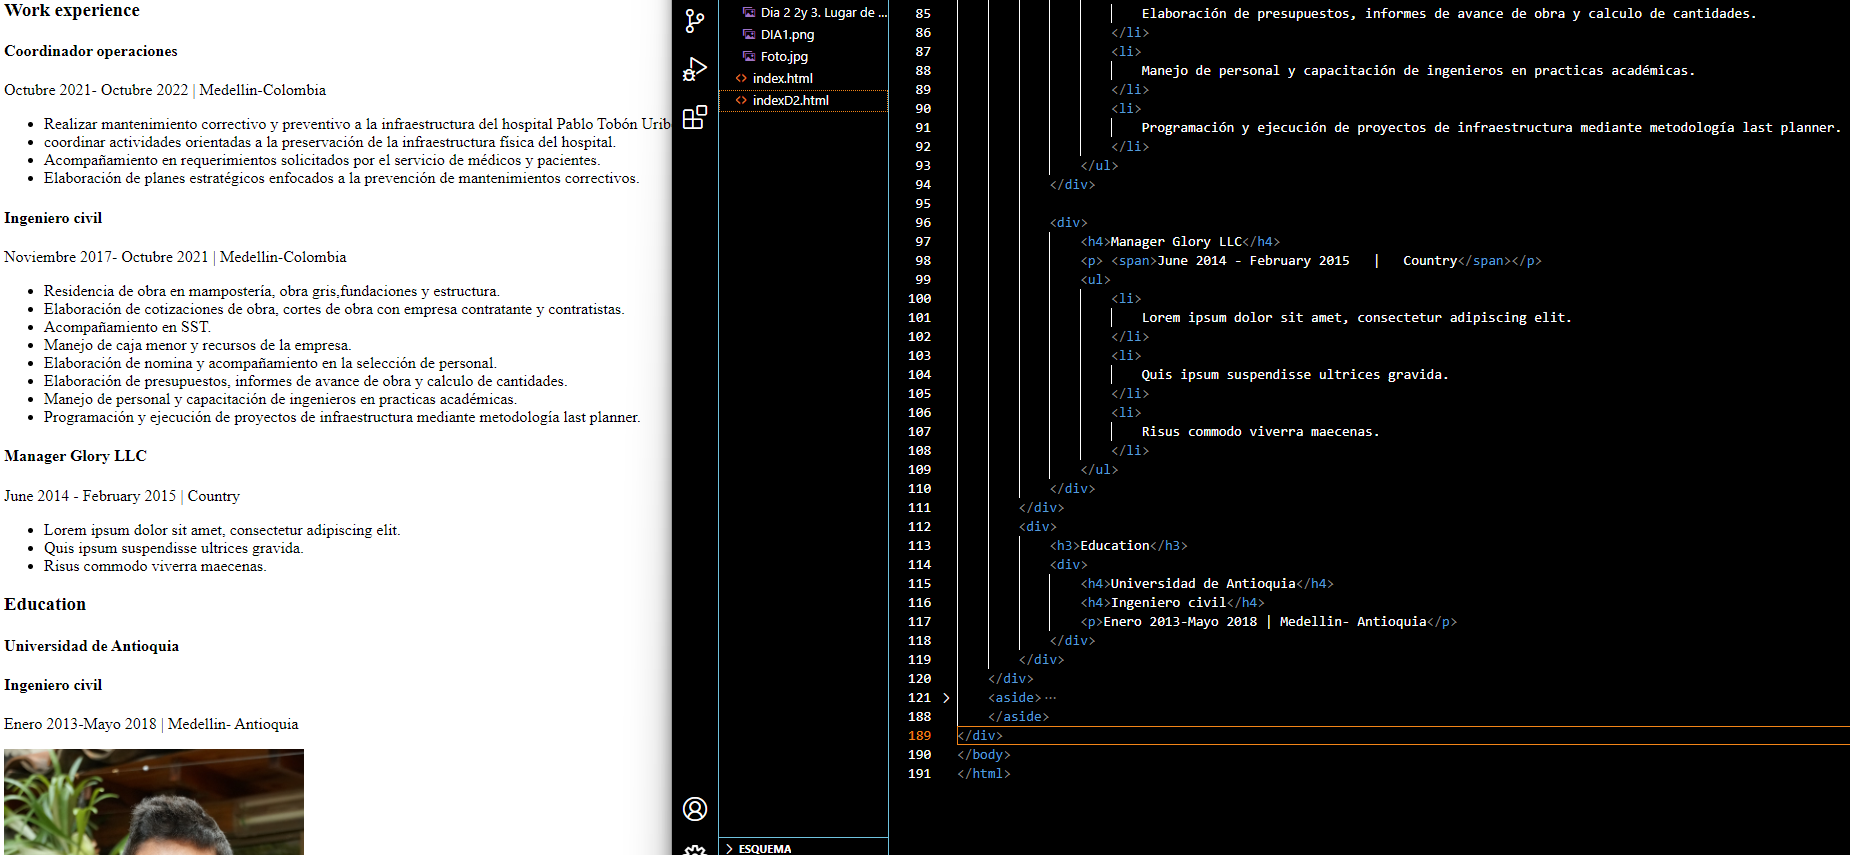 Work experience
Coordinador operaciones
Octubre 2021- Octubre 2022 | Medellin-Colombia
Realizar mantenimiento correctivo y preventivo a la infraestructura del hospital Pablo Tobón Urib
coordinar actividades orientadas a la preservación de la infraestructura física del hospital.
Acompañamiento en requerimientos solicitados por el servicio de médicos y pacientes.
Elaboración de planes estratégicos enfocados a la prevención de mantenimientos correctivos.
Ingeniero civil
Noviembre 2017- Octubre 2021 | Medellin-Colombia
Residencia de obra en mampostería, obra gris,fundaciones y estructura.
Elaboración de cotizaciones de obra, cortes de obra con empresa contratante y contratistas.
Acompañamiento en SST.
Manejo de caja menor y recursos de la empresa.
Elaboración de nomina y acompañamiento en la selección de personal.
Elaboración de presupuestos, informes de avance de obra y calculo de cantidades.
Manejo de personal y capacitación de ingenieros en practicas académicas.
Programación y ejecución de proyectos de infraestructura mediante metodología last planner.
Manager Glory LLC
June 2014 - February 2015 | Country
Lorem ipsum dolor sit amet, consectetur adipiscing elit.
Quis ipsum suspendisse ultrices gravida.
Risus commodo viverra maecenas.
Education
Universidad de Antioquia
Ingeniero civil
Enero 2013-Mayo 2018 | Medellin- Antioquia
Dia 2 2y 3. Lugar de ...
DIA1.png
Foto.jpg
<> index.html
<> indexD2.html
ESQUEMA
85 Elaboración de presupuestos, informes de avance de obra y calculo de cantidades.
86 </li>
87 <li>
88 Manejo de personal y capacitación de ingenieros en practicas académicas.
89 </li>
90 <li>
91 Programación y ejecución de proyectos de infraestructura mediante metodología last planner.
92 </li>
93 </ul>
94 </div>
95
96 <div>
97 <h4>Manager Glory LLC</h4>
98 <p> <span>June 2014 - February 2015   |   Country</span></p>
99 <ul>
100 <li>
101 Lorem ipsum dolor sit amet, consectetur adipiscing elit.
102 </li>
103 <li>
104 Quis ipsum suspendisse ultrices gravida.
105 </li>
106 <li>
107 Risus commodo viverra maecenas.
108 </li>
109 </ul>
110 </div>
111 </div>
112 <div>
113 <h3>Education</h3>
114 <div>
115 <h4>Universidad de Antioquia</h4>
116 <h4>Ingeniero civil</h4>
117 <p>Enero 2013-Mayo 2018 | Medellin- Antioquia</p>
118 </div>
119 </div>
120 </div>
121 <aside>...
188 </aside>
189 </div>
190 </body>
191 </html>